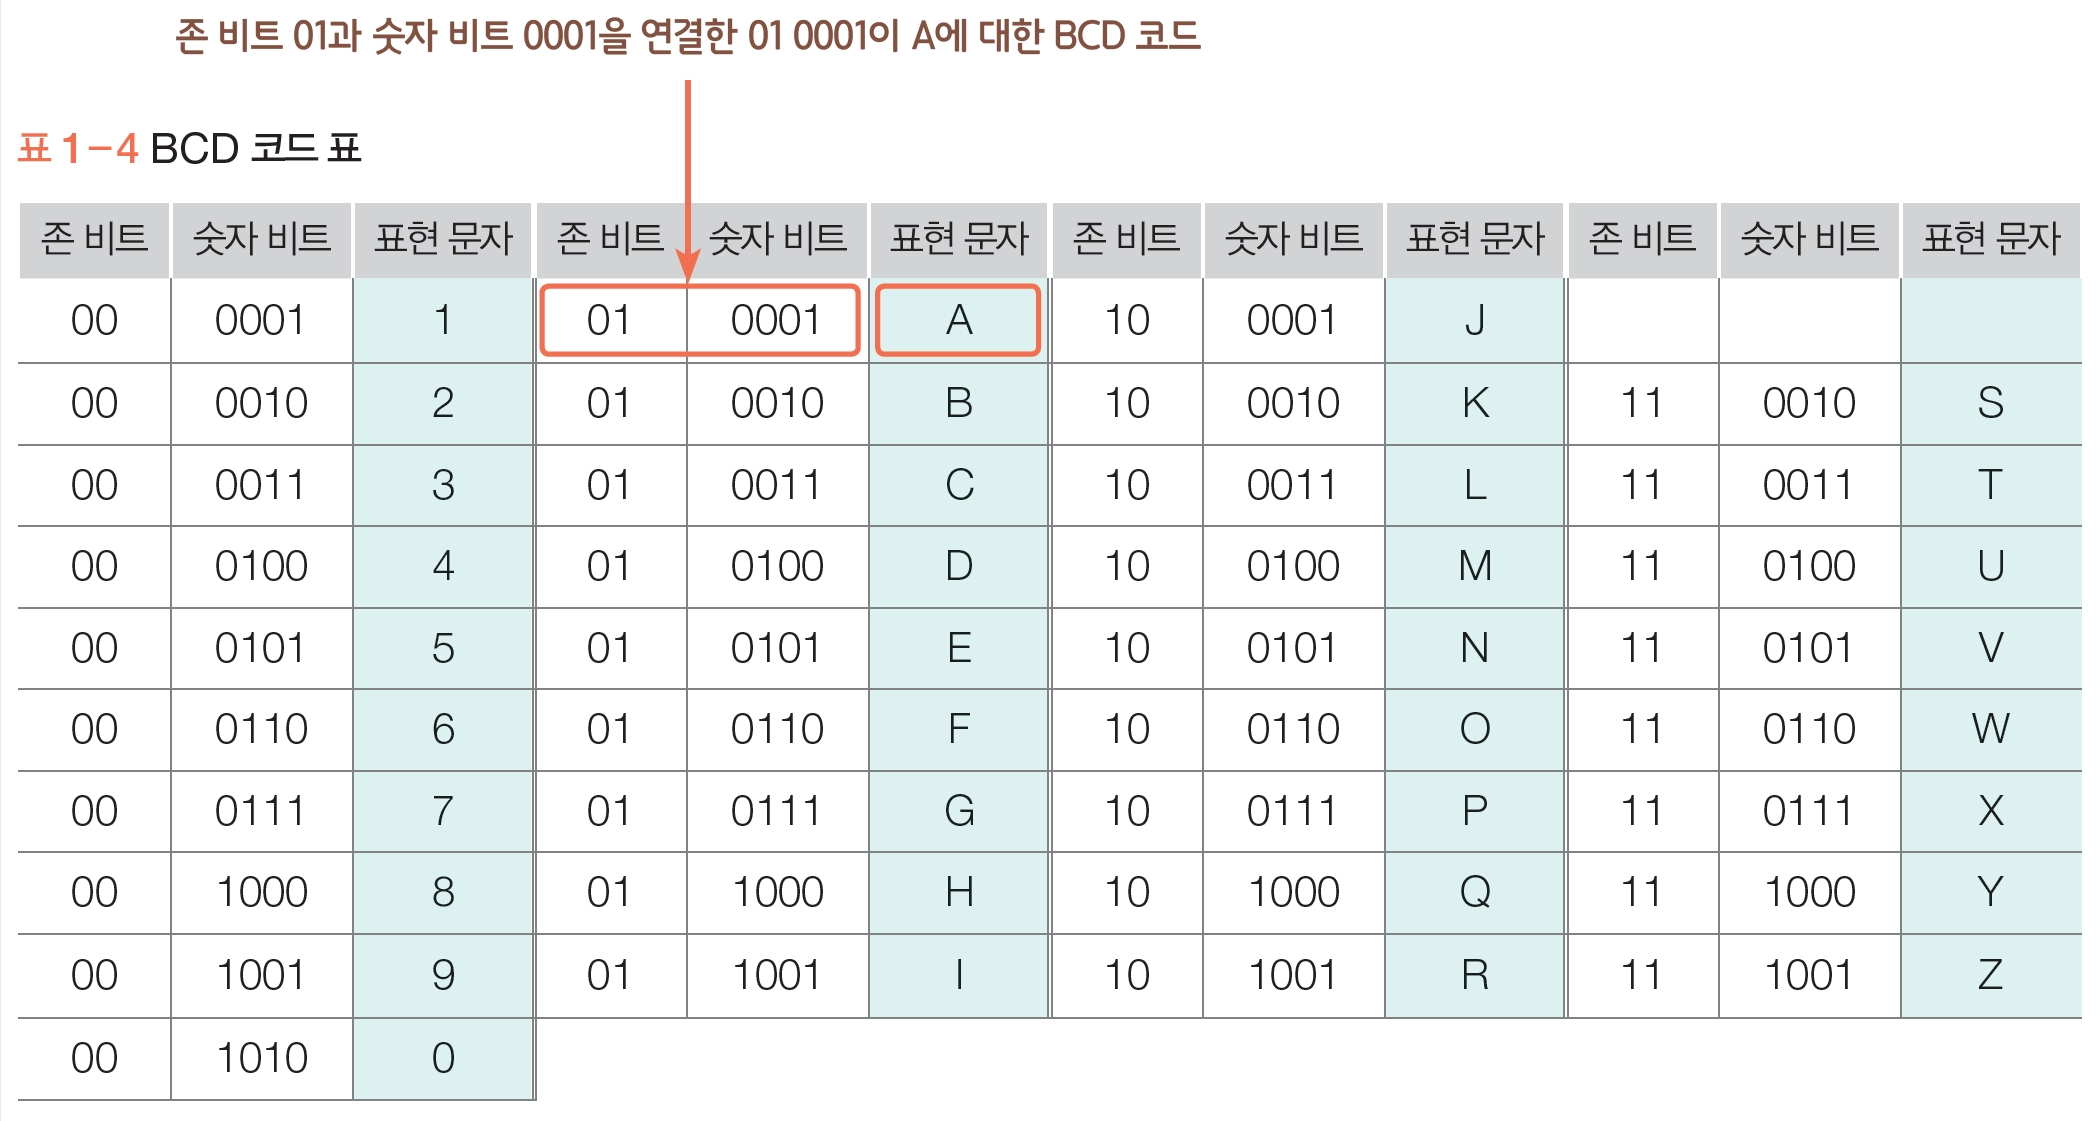 존 비트 01과 숫자 비트 0001을 연결한 01 0001이 A에 대한 BCD 코드
표 1-4 BCD 코드 표
존 비트 숫자 비트 표현 문자 존 비트 숫자 비트 표현 문자 존 비트 숫자 비트 표현 문자 존 비트 숫자 비트 표현 문자
00 0001 1 01 0001 A 10 0001 J
00 0010 2 01 0010 B 10 0010 K 11 0010 S
00 0011 3 01 0011 C 10 0011 L 11 0011 T
00 0100 4 01 0100 D 10 0100 M 11 0100 U
00 0101 5 01 0101 E 10 0101 N 11 0101 V
00 0110 6 01 0110 F 10 0110 O 11 0110 W
00 0111 7 01 0111 G 10 0111 P 11 0111 X
00 1000 8 01 1000 H 10 1000 Q 11 1000 Y
00 1001 9 01 1001 I 10 1001 R 11 1001 Z
00 1010 0